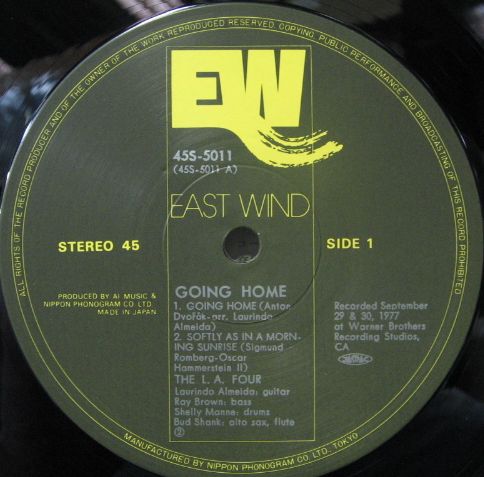 ALL RIGHTS OF THE RECORD PRODUCER AND OF THE OWNER OF THE WORK REPRODUCED RESERVED. COPYING, PUBLIC PERFORMANCE AND BROADCASTING OF THIS RECORD PROHIBITED
EW
45S-5011
(45S-5011 A)
EAST WIND
STEREO 45
SIDE 1
GOING HOME
PRODUCED BY AI MUSIC &
NIPPON PHONOGRAM CO. LTD.
MADE IN JAPAN
1. GOING HOME (Anton
Dvořák-arr. Laurindo
Almeida)
2. SOFTLY AS IN A MORN-
ING SUNRISE (Sigmund
Romberg-Oscar
Hammerstein II)
THE L.A. FOUR
Laurindo Almeida: guitar
Ray Brown: bass
Shelly Manne: drums
Bud Shank: alto sax, flute
②
Recorded September
29 & 30, 1977
at Warner Brothers
Recording Studios,
CA
MANUFACTURED BY NIPPON PHONOGRAM CO. LTD. TOKYO